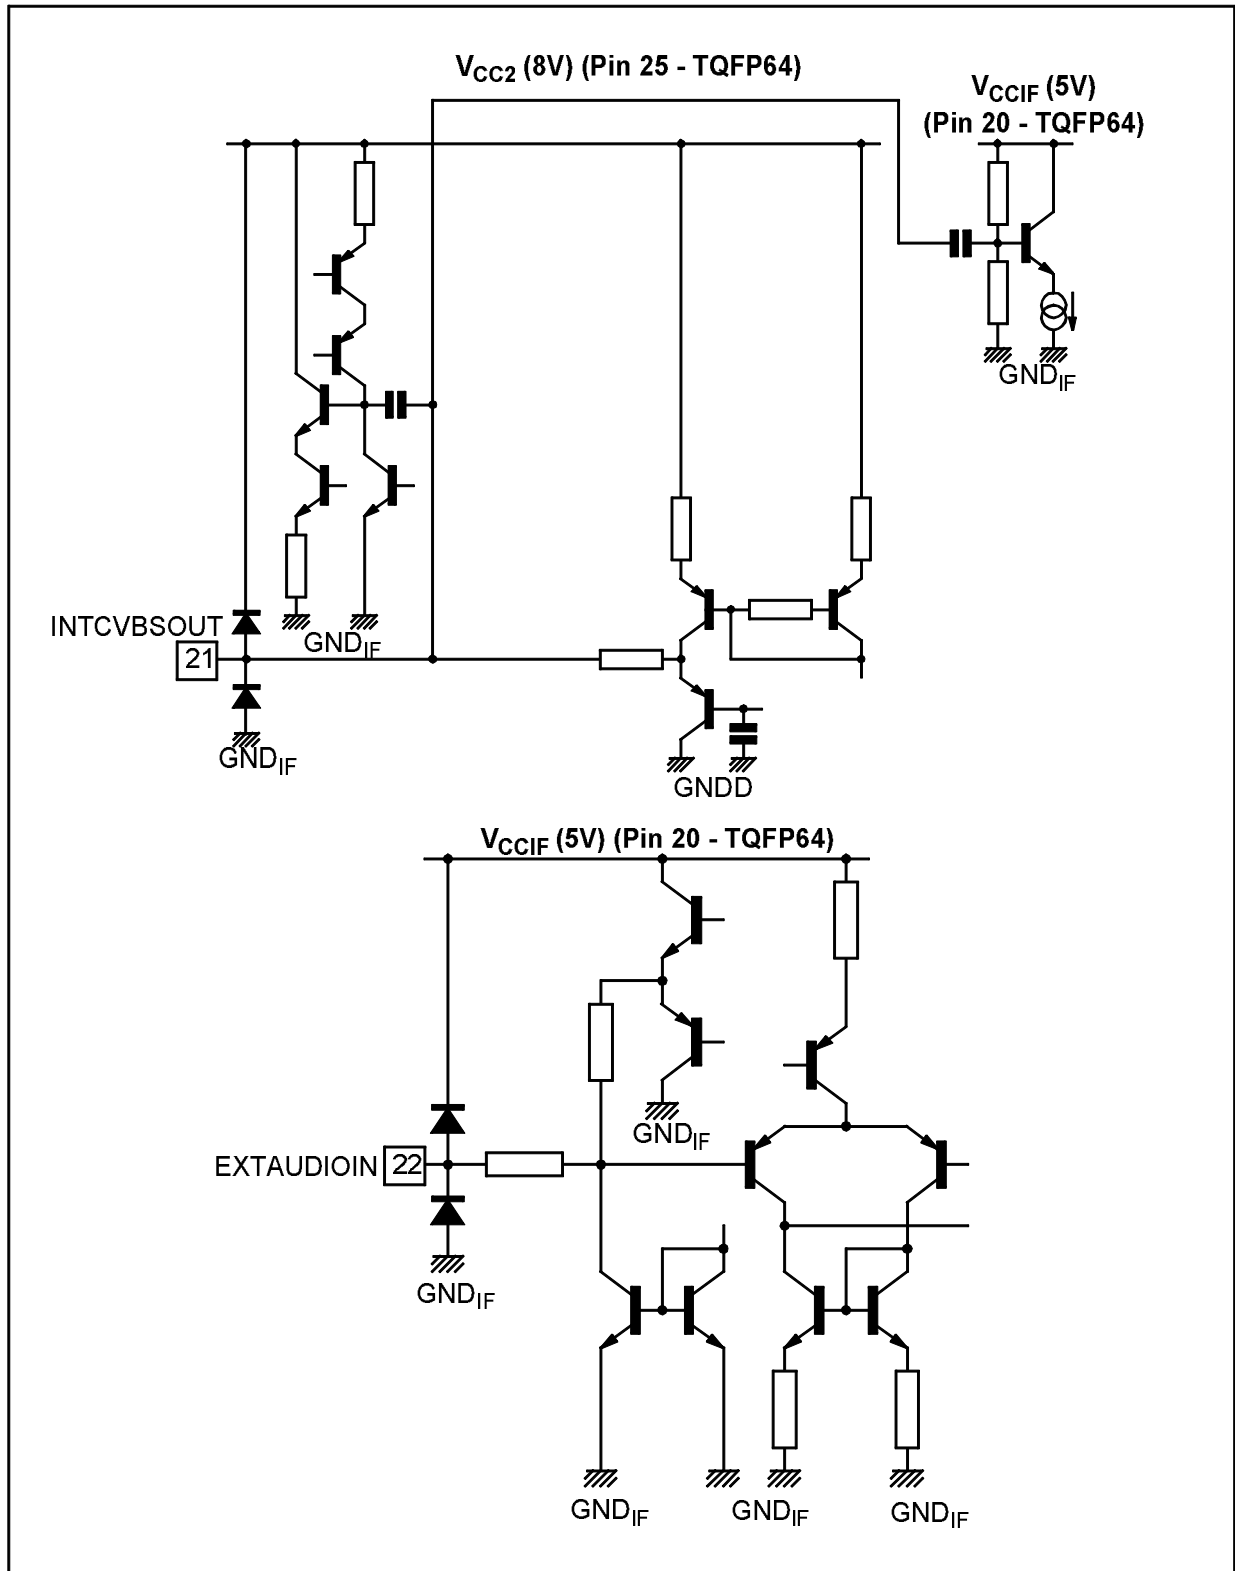 VCC2 (8V) (Pin 25 - TQFP64)
VCCIF (5V)
(Pin 20 - TQFP64)
GNDIF
INTCVBSOUT
21
GNDIF
GNDIF
GNDD
VCCIF (5V) (Pin 20 - TQFP64)
GNDIF
EXTAUDIOIN 22
GNDIF
GNDIF
GNDIF
GNDIF